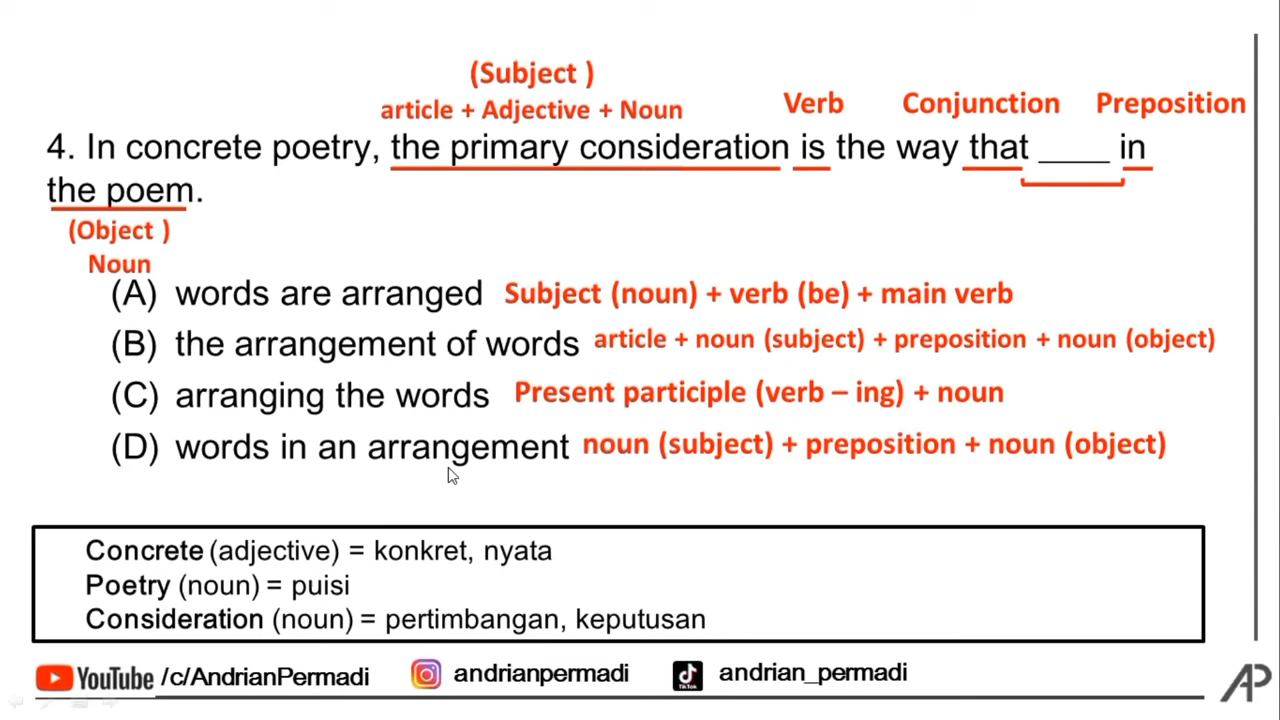 (Subject )
article + Adjective + Noun Verb Conjunction Preposition
4. In concrete poetry, the primary consideration is the way that ____ in
the poem.
(Object )
Noun
(A) words are arranged Subject (noun) + verb (be) + main verb
(B) the arrangement of words article + noun (subject) + preposition + noun (object)
(C) arranging the words Present participle (verb – ing) + noun
(D) words in an arrangement noun (subject) + preposition + noun (object)
Concrete (adjective) = konkret, nyata
Poetry (noun) = puisi
Consideration (noun) = pertimbangan, keputusan
YouTube /c/AndrianPermadi andrianpermadi TikTok andrian_permadi AP